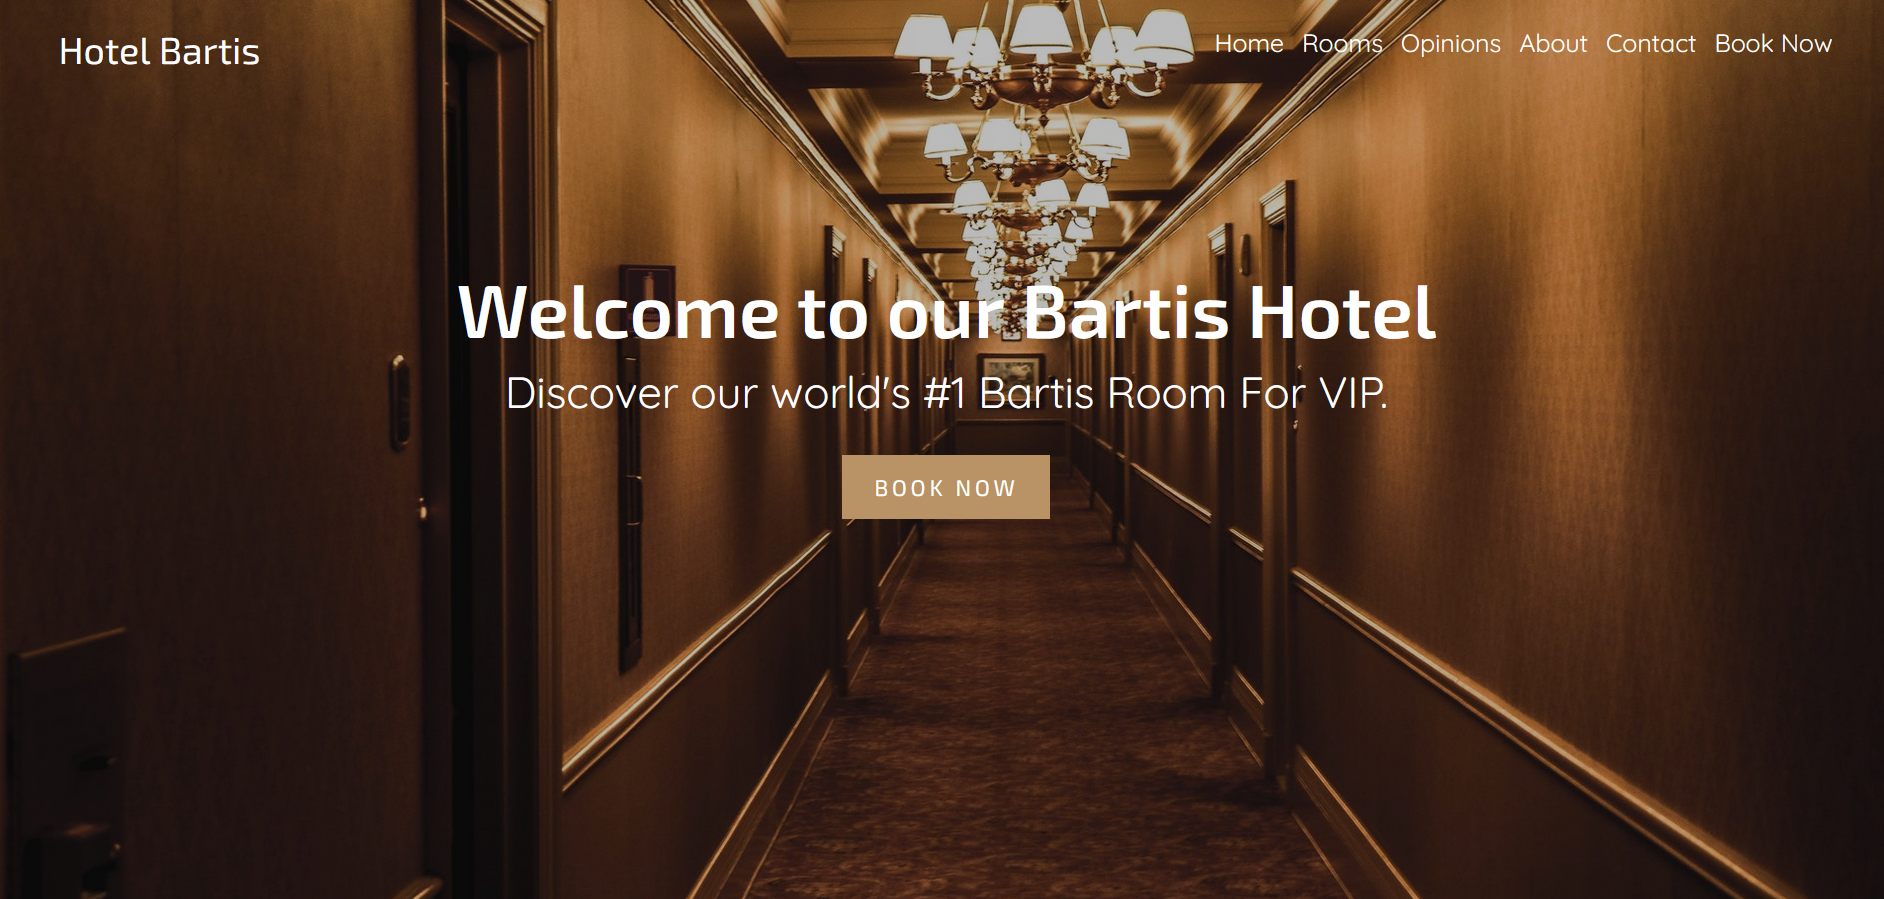 Hotel Bartis
Home Rooms Opinions About Contact Book Now
Welcome to our Bartis Hotel
Discover our world's #1 Bartis Room For VIP.
BOOK NOW